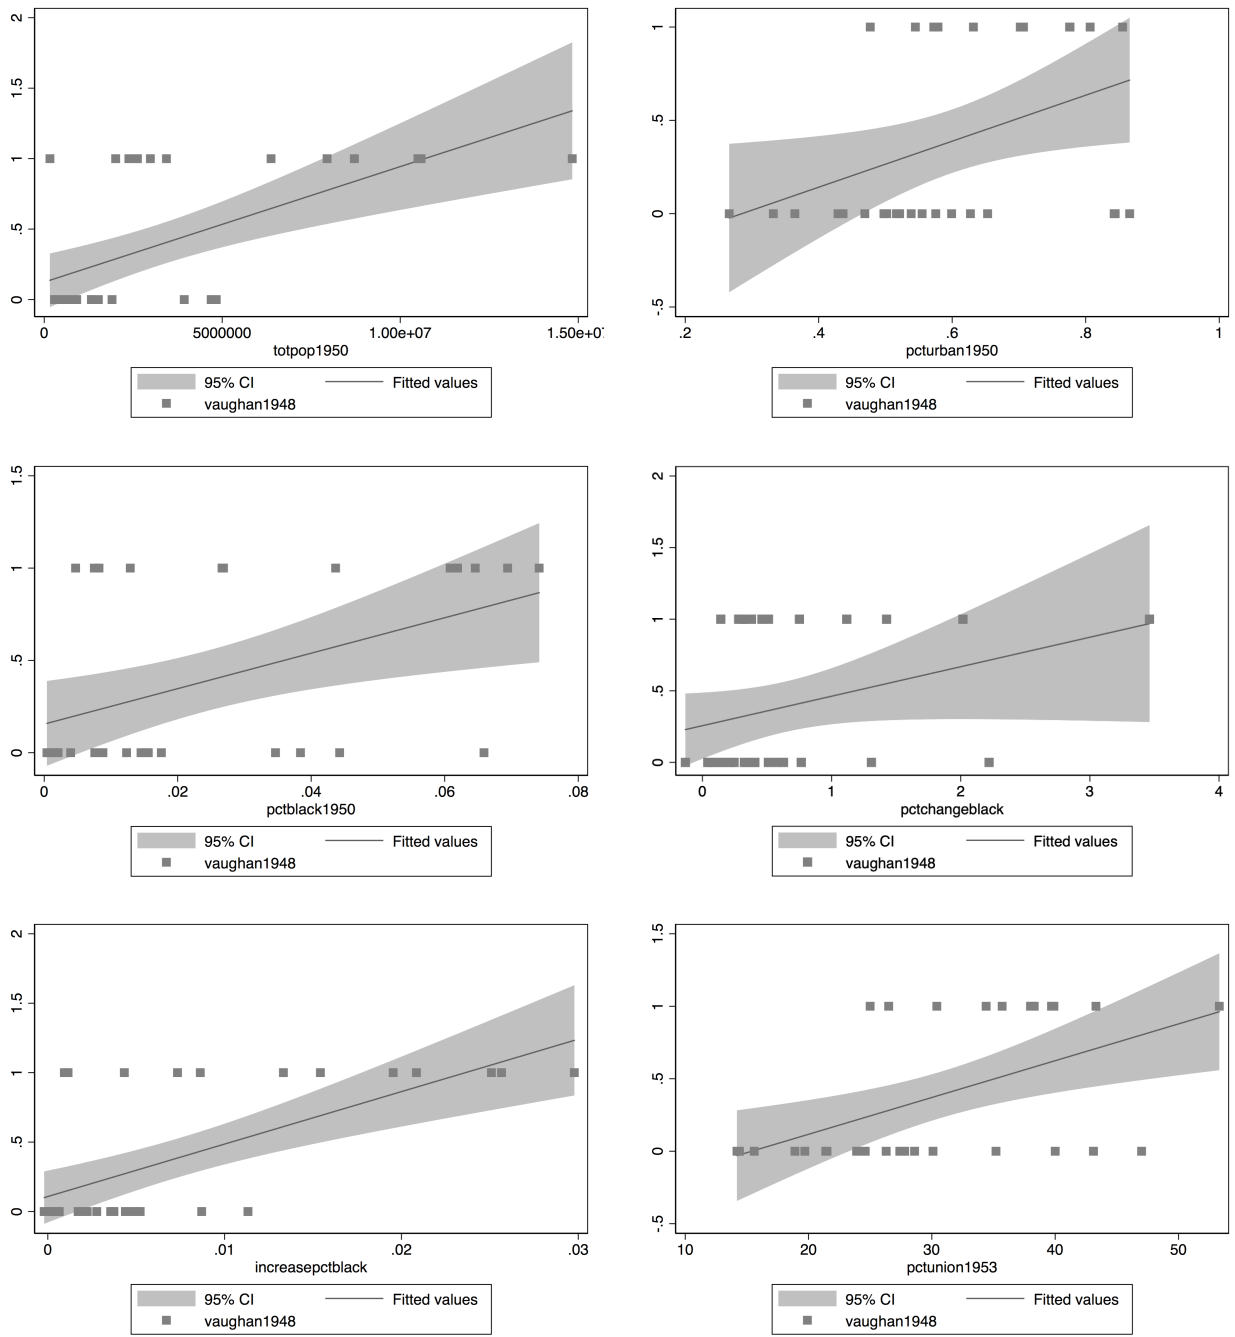 2
1.5
1
.5
0
0 5000000 1.00e+07 1.50e+07
totpop1950
95% CI Fitted values
vaughan1948
1
.5
0
-.5
.2 .4 .6 .8 1
pcturban1950
95% CI Fitted values
vaughan1948
1.5
1
.5
0
0 .02 .04 .06 .08
pctblack1950
95% CI Fitted values
vaughan1948
2
1.5
1
.5
0
0 1 2 3 4
pctchangeblack
95% CI Fitted values
vaughan1948
2
1.5
1
.5
0
0 .01 .02 .03
increasepctblack
95% CI Fitted values
vaughan1948
1.5
1
.5
0
-.5
10 20 30 40 50
pctunion1953
95% CI Fitted values
vaughan1948